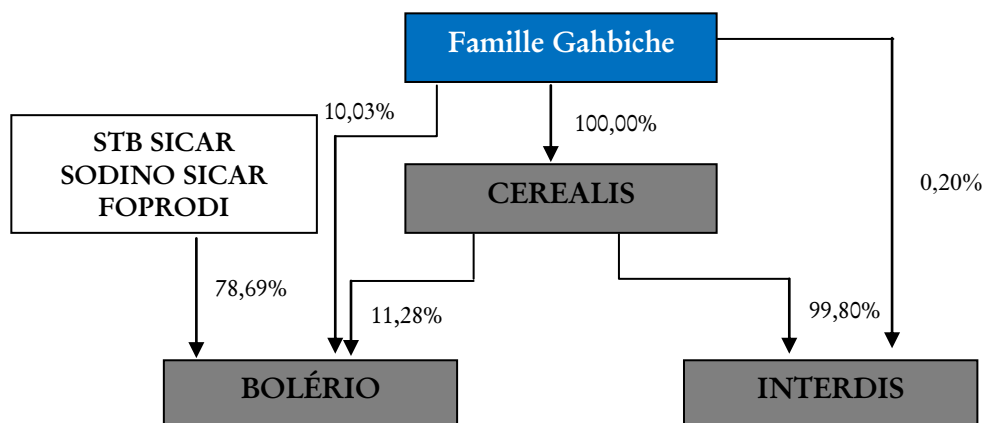 Famille Gahbiche
10,03%
100,00%
STB SICAR
SODINO SICAR
FOPRODI
CEREALIS
0,20%
78,69%
11,28%
99,80%
BOLÉRIO
INTERDIS